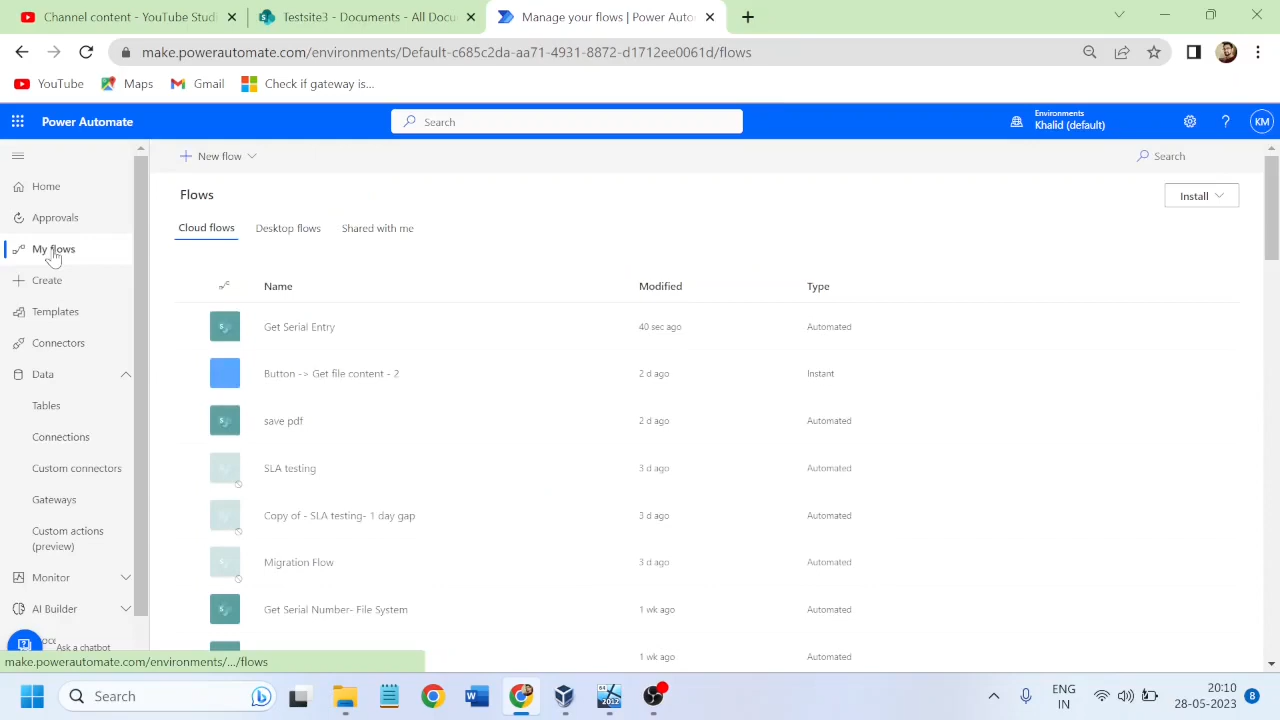 Channel content - YouTube Studi
Testsite3 - Documents - All Docu
Manage your flows | Power Auto
make.powerautomate.com/environments/Default-c685c2da-aa71-4931-8872-d1712ee0061d/flows
YouTube
Maps
Gmail
Check if gateway is...
Power Automate
Search
Environments
Khalid (default)
KM
New flow
Search
Home
Flows
Install
Approvals
Cloud flows
Desktop flows
Shared with me
My flows
Create
Name
Modified
Type
Templates
Get Serial Entry
40 sec ago
Automated
Connectors
Data
Button -> Get file content - 2
2 d ago
Instant
Tables
save pdf
2 d ago
Automated
Connections
Custom connectors
SLA testing
3 d ago
Automated
Gateways
Copy of - SLA testing- 1 day gap
3 d ago
Automated
Custom actions
(preview)
Migration Flow
3 d ago
Automated
Monitor
AI Builder
Get Serial Number- File System
1 wk ago
Automated
Ask a chatbot
1 wk ago
Automated
make.powerautomate.com/environments/.../flows
Search
64
2012
ENG
IN
20:10
28-05-2023
8